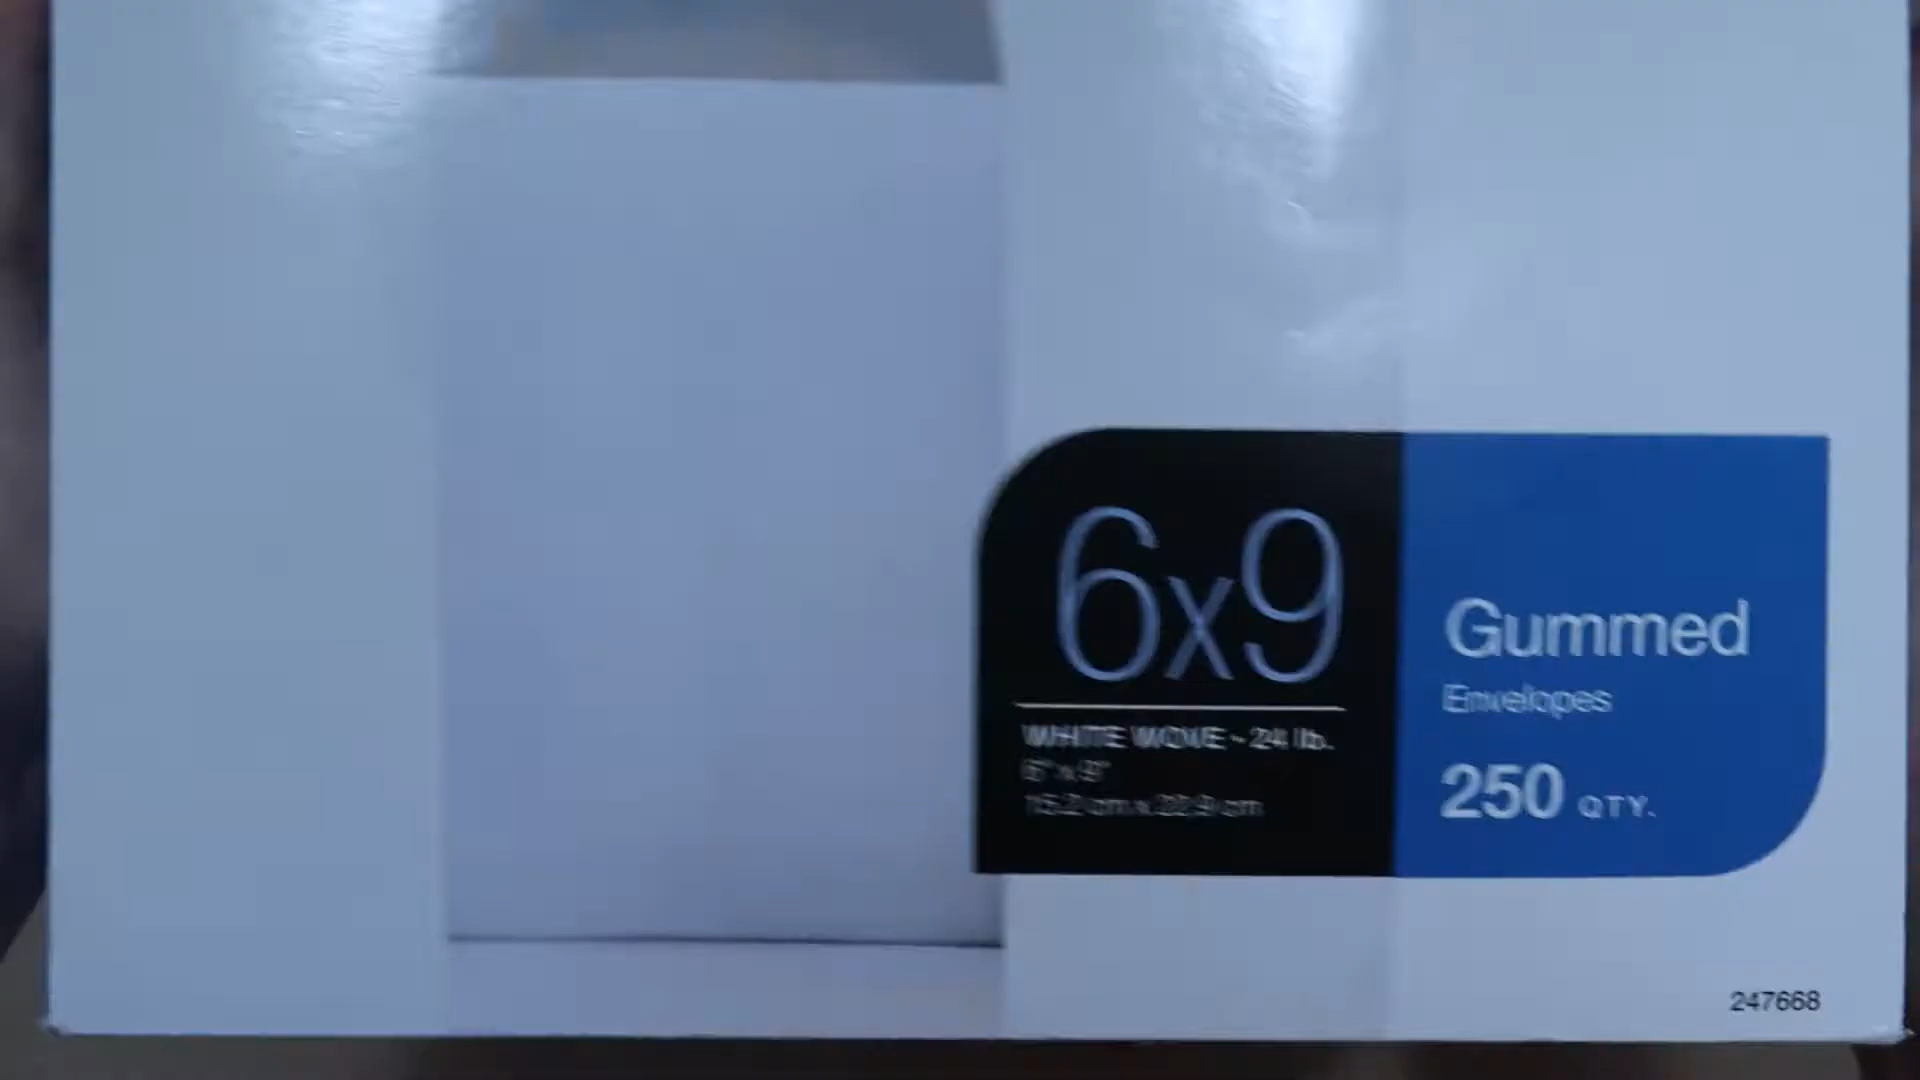 6x9
WHITE WOVE - 24 lb.
6" x 9"
15.2 cm x 22.9 cm
Gummed
Envelopes
250 QTY.
247668